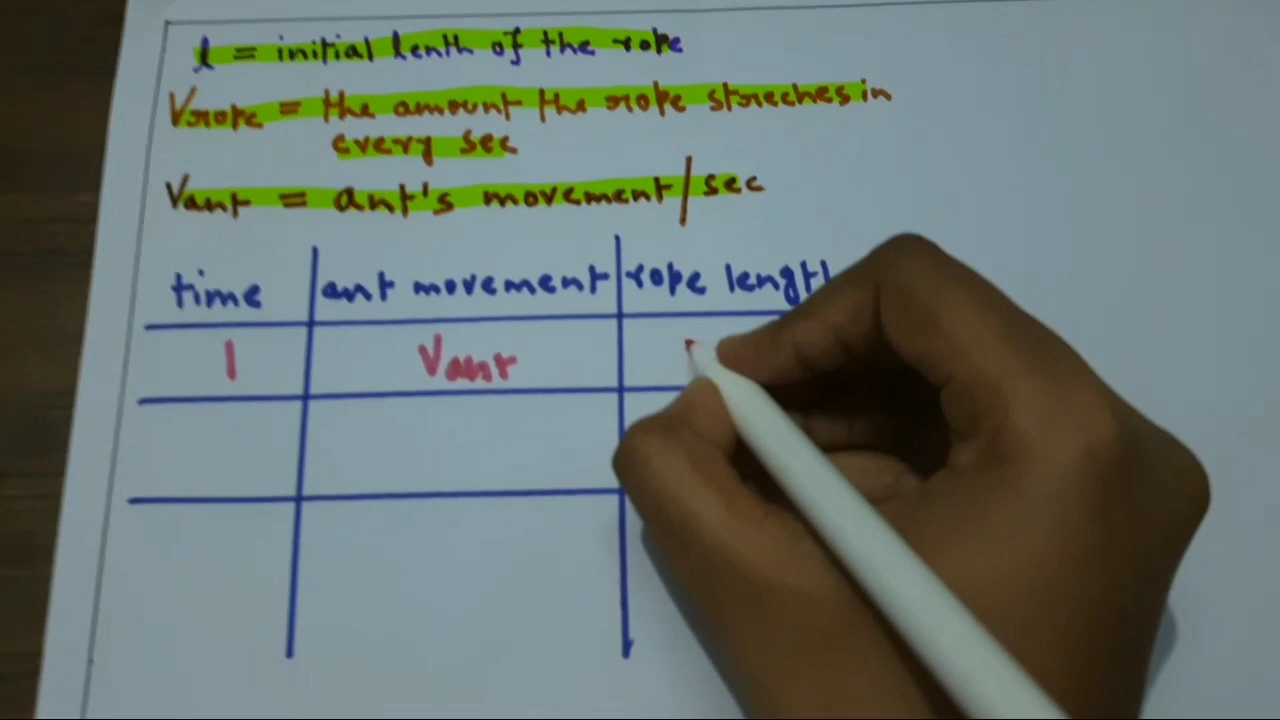 l = initial lenth of the rope
Vrope = the amount the rope streches in
every sec
Vant = ant's movement/sec
time ant movement rope length
1 Vant